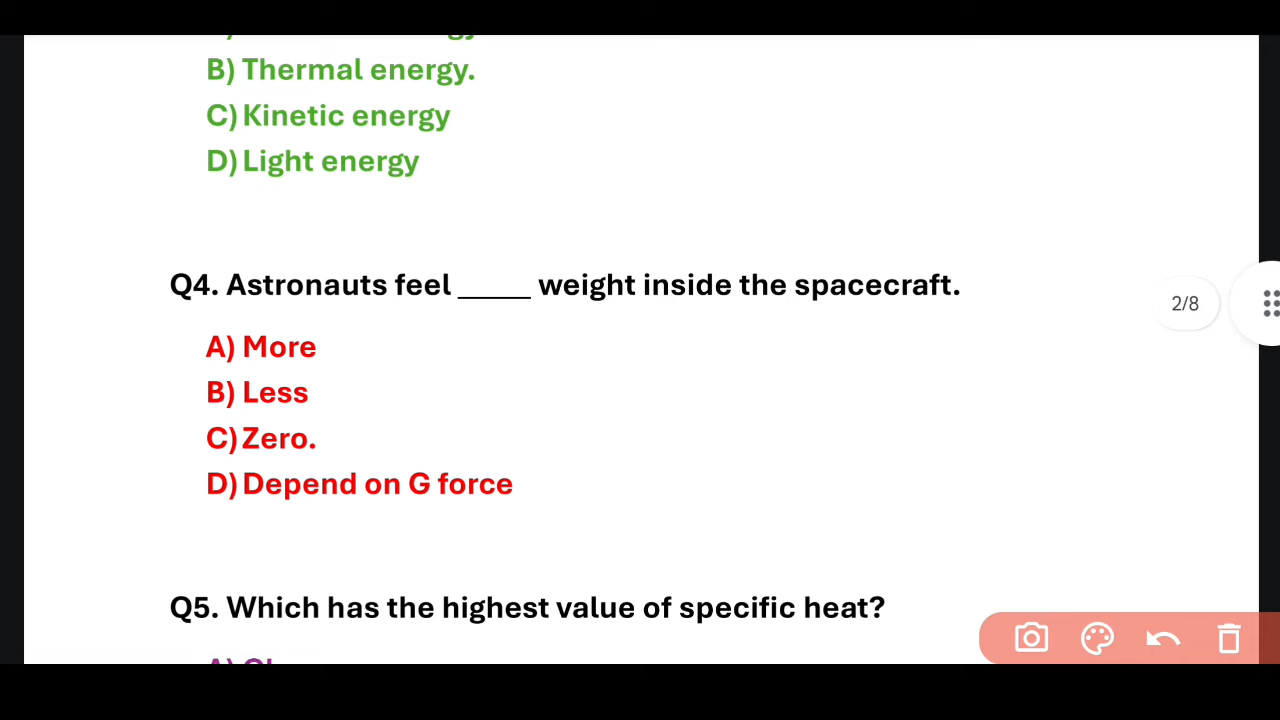 B) Thermal energy.
C) Kinetic energy
D) Light energy
Q4. Astronauts feel _____ weight inside the spacecraft.
2/8
A) More
B) Less
C) Zero.
D) Depend on G force
Q5. Which has the highest value of specific heat?